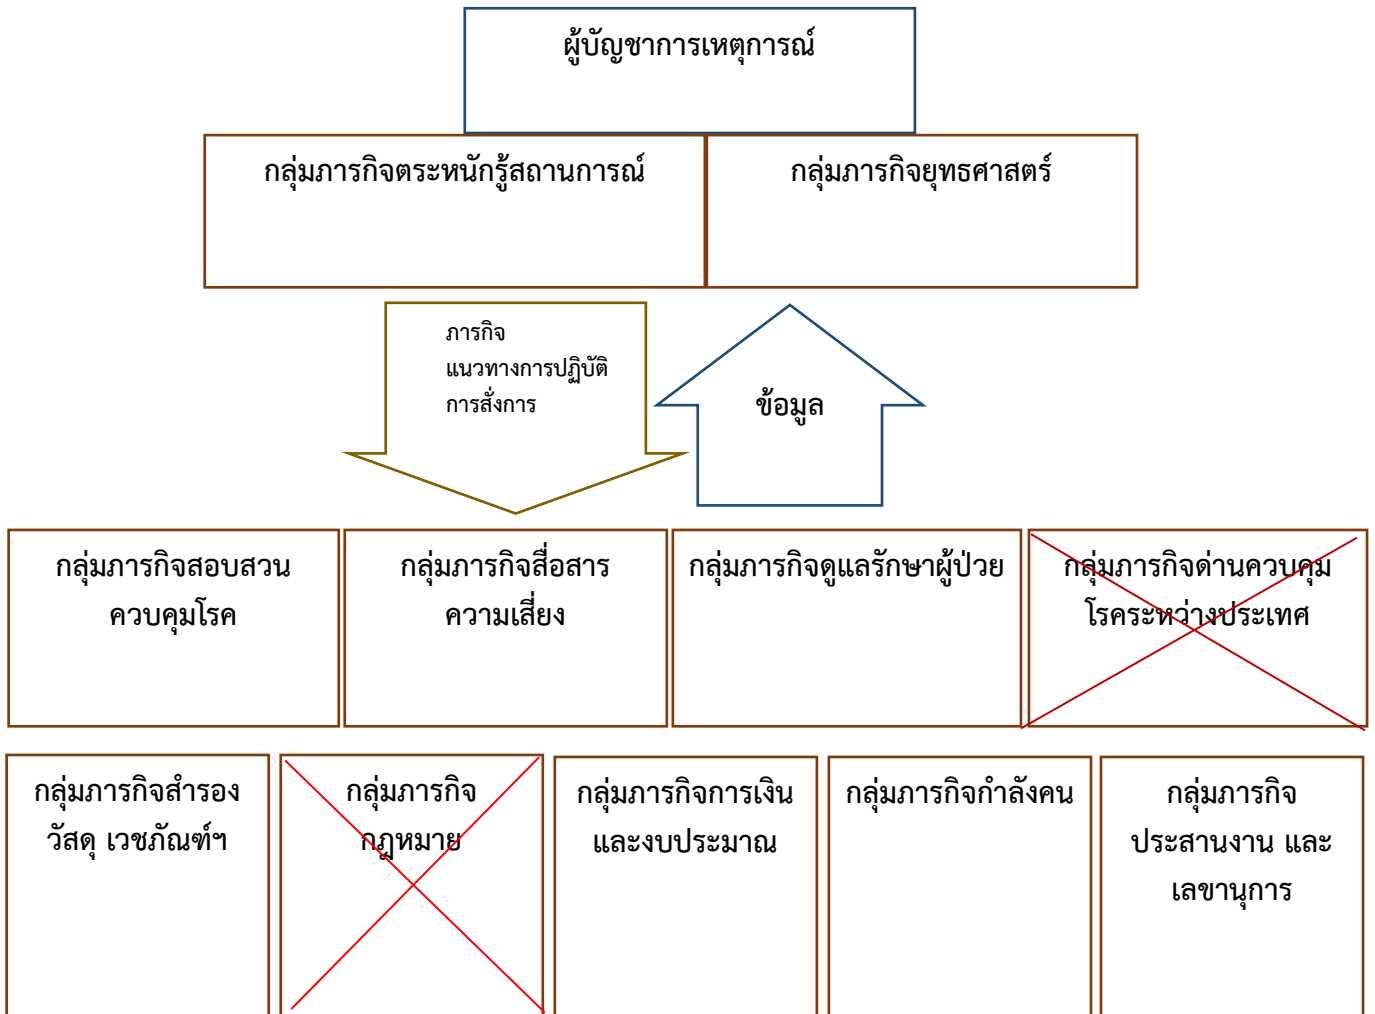 ผู้บัญชาการเหตุการณ์
กลุ่มภารกิจตระหนักรู้สถานการณ์
กลุ่มภารกิจยุทธศาสตร์
ภารกิจ
แนวทางการปฏิบัติ
การสั่งการ
ข้อมูล
กลุ่มภารกิจสอบสวน
ควบคุมโรค
กลุ่มภารกิจสื่อสาร
ความเสี่ยง
กลุ่มภารกิจดูแลรักษาผู้ป่วย
กลุ่มภารกิจด่านควบคุม
โรคระหว่างประเทศ
กลุ่มภารกิจสำรอง
วัสดุ เวชภัณฑ์ฯ
กลุ่มภารกิจ
กฎหมาย
กลุ่มภารกิจการเงิน
และงบประมาณ
กลุ่มภารกิจกำลังคน
กลุ่มภารกิจ
ประสานงาน และ
เลขานุการ